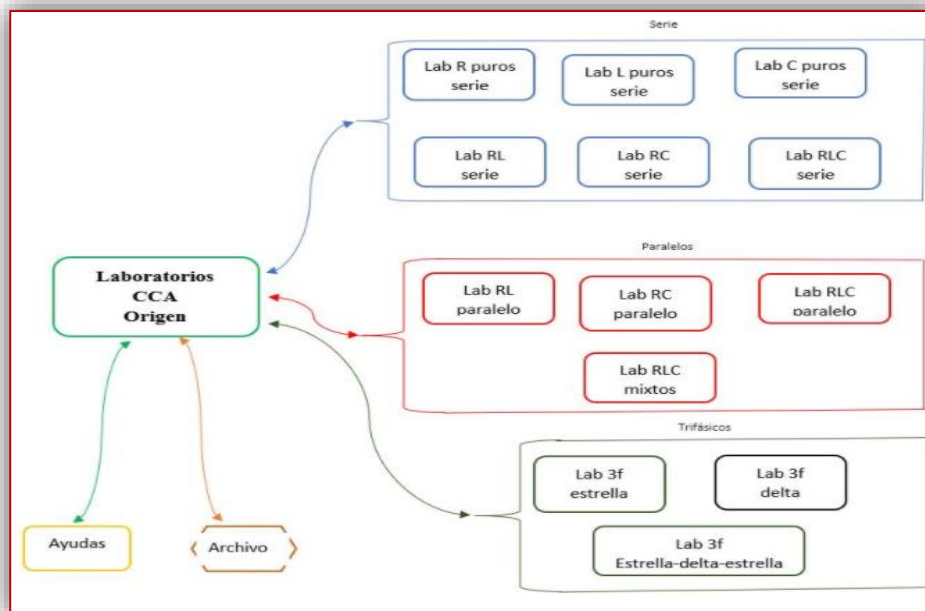 Serie
Lab R puros
serie
Lab L puros
serie
Lab C puros
serie
Lab RL
serie
Lab RC
serie
Lab RLC
serie
Laboratorios
CCA
Origen
Paralelos
Lab RL
paralelo
Lab RC
paralelo
Lab RLC
paralelo
Lab RLC
mixtos
Trifásicos
Lab 3f
estrella
Lab 3f
delta
Lab 3f
Estrella-delta-estrella
Ayudas
Archivo